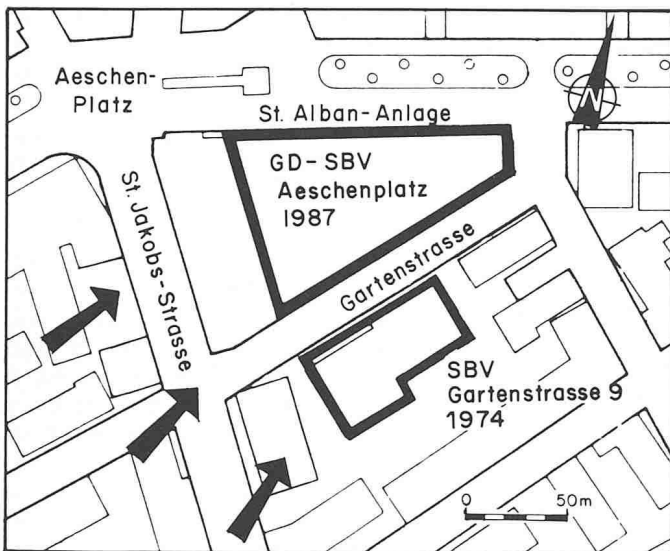 Aeschen-
Platz
St. Alban-Anlage
N
GD-SBV
Aeschenplatz
1987
St. Jakobs-Strasse
Gartenstrasse
SBV
Gartenstrasse 9
1974
0 50m